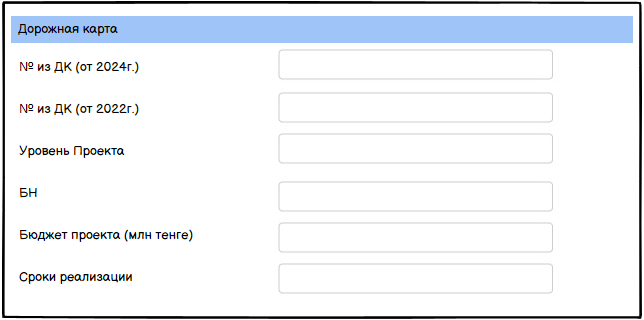 Дорожная карта
№ из ДК (от 2024г.)
№ из ДК (от 2022г.)
Уровень Проекта
БН
Бюджет проекта (млн тенге)
Сроки реализации